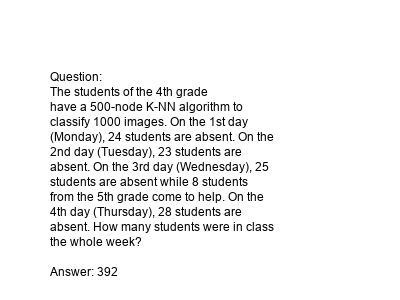 Question:
The students of the 4th grade
have a 500-node K-NN algorithm to
classify 1000 images. On the 1st day
(Monday), 24 students are absent. On the
2nd day (Tuesday), 23 students are
absent. On the 3rd day (Wednesday), 25
students are absent while 8 students
from the 5th grade come to help. On the
4th day (Thursday), 28 students are
absent. How many students were in class
the whole week?
Answer: 392